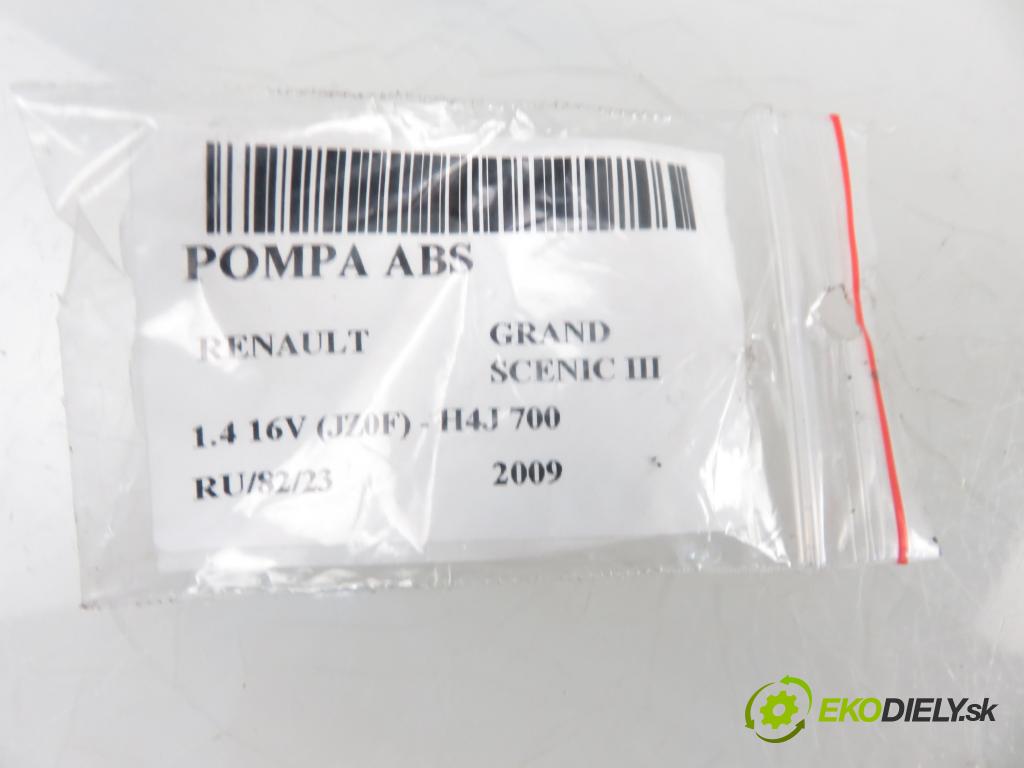 POMPA ABS
RENAULT GRAND
SCENIC III
1.4 16V (JZ0F) - H4J 700
RU/82/23 2009
EKODIELY.sk